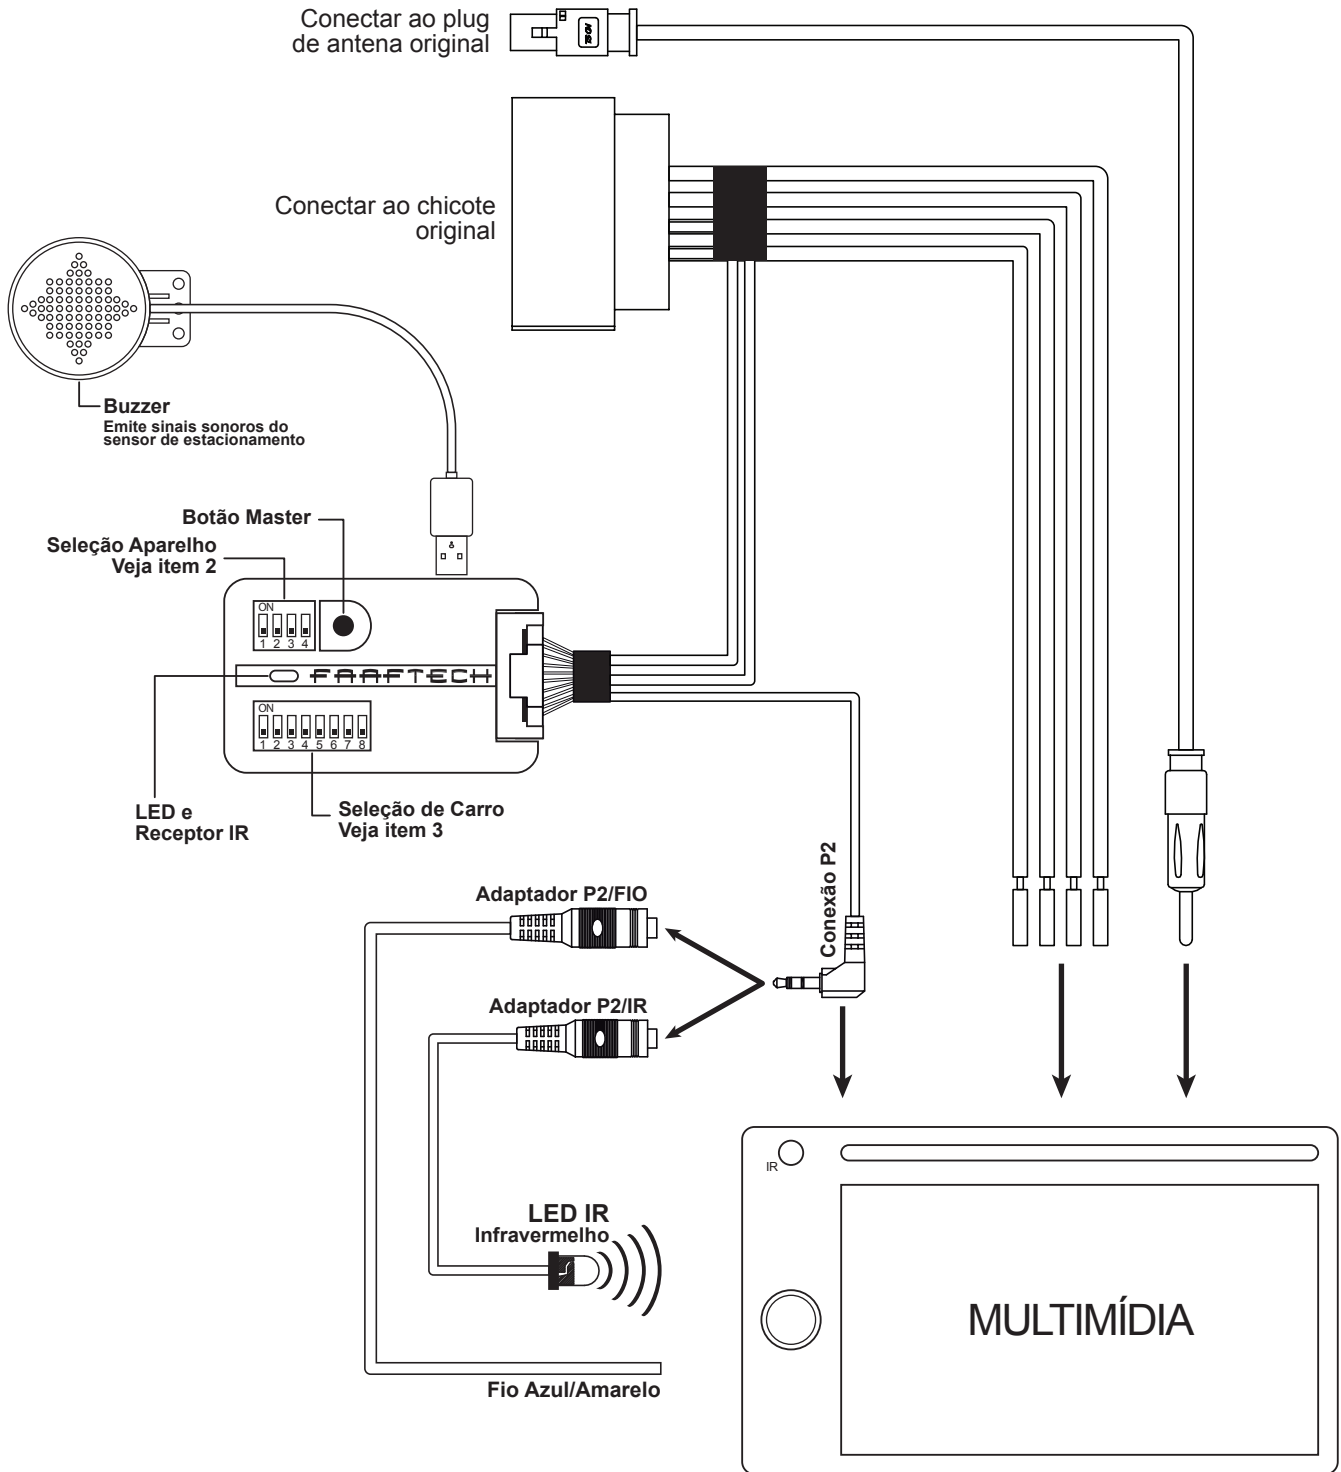 Conectar ao plug
de antena original
Conectar ao chicote
original
Buzzer
Emite sinais sonoros do
sensor de estacionamento
Botão Master
Seleção Aparelho
Veja item 2
ON
1 2 3 4
FAAFTECH
ON
1 2 3 4 5 6 7 8
LED e
Receptor IR
Seleção de Carro
Veja item 3
Conexão P2
Adaptador P2/FIO
Adaptador P2/IR
LED IR
Infravermelho
Fio Azul/Amarelo
IR
MULTIMÍDIA